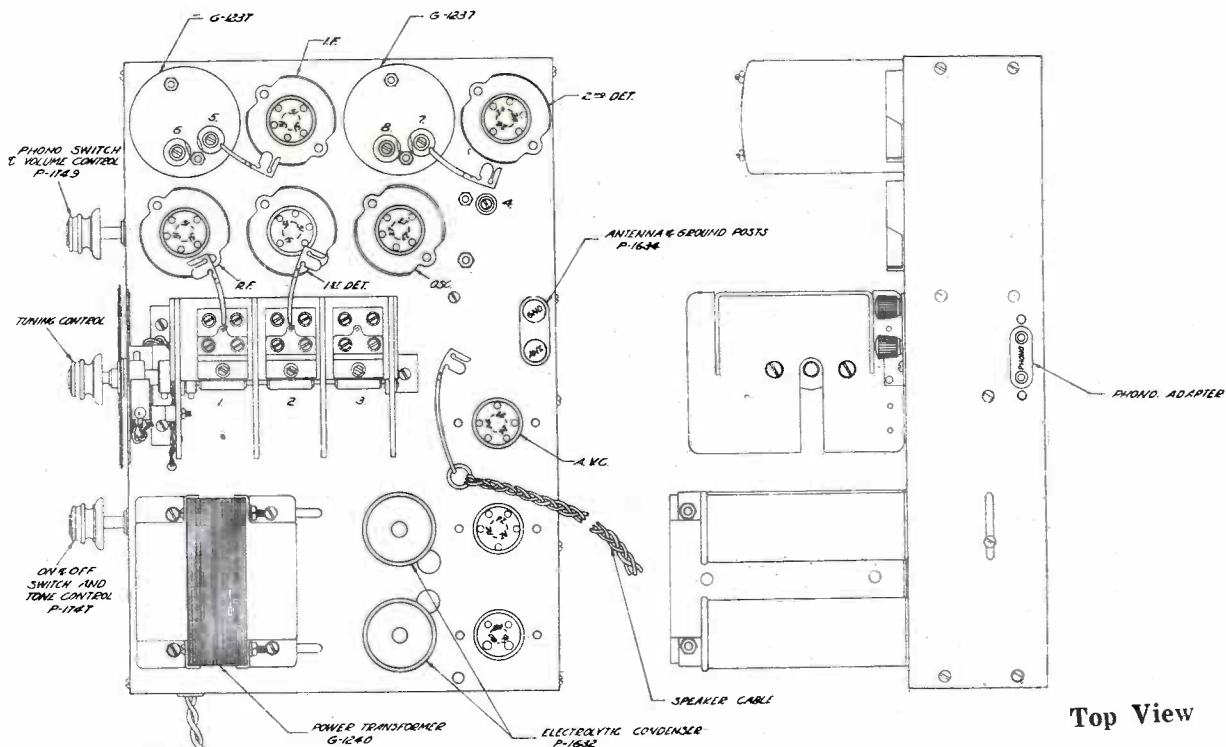 G-1237
G-1237
I.F.
2ND DET.
6.
5.
8.
7.
4.
PHONO SWITCH
& VOLUME CONTROL
P-1749
ANTENNA & GROUND POSTS
P-1634
R.F.
1ST DET.
OSC.
GND
ANT.
TUNING CONTROL
1.
2
3.
PHONO
PHONO. ADAPTER
A.V.C.
ON & OFF
SWITCH AND
TONE CONTROL
P-1747
SPEAKER CABLE
POWER TRANSFORMER
G-1240
ELECTROLYTIC CONDENSER
P-1632
Top View